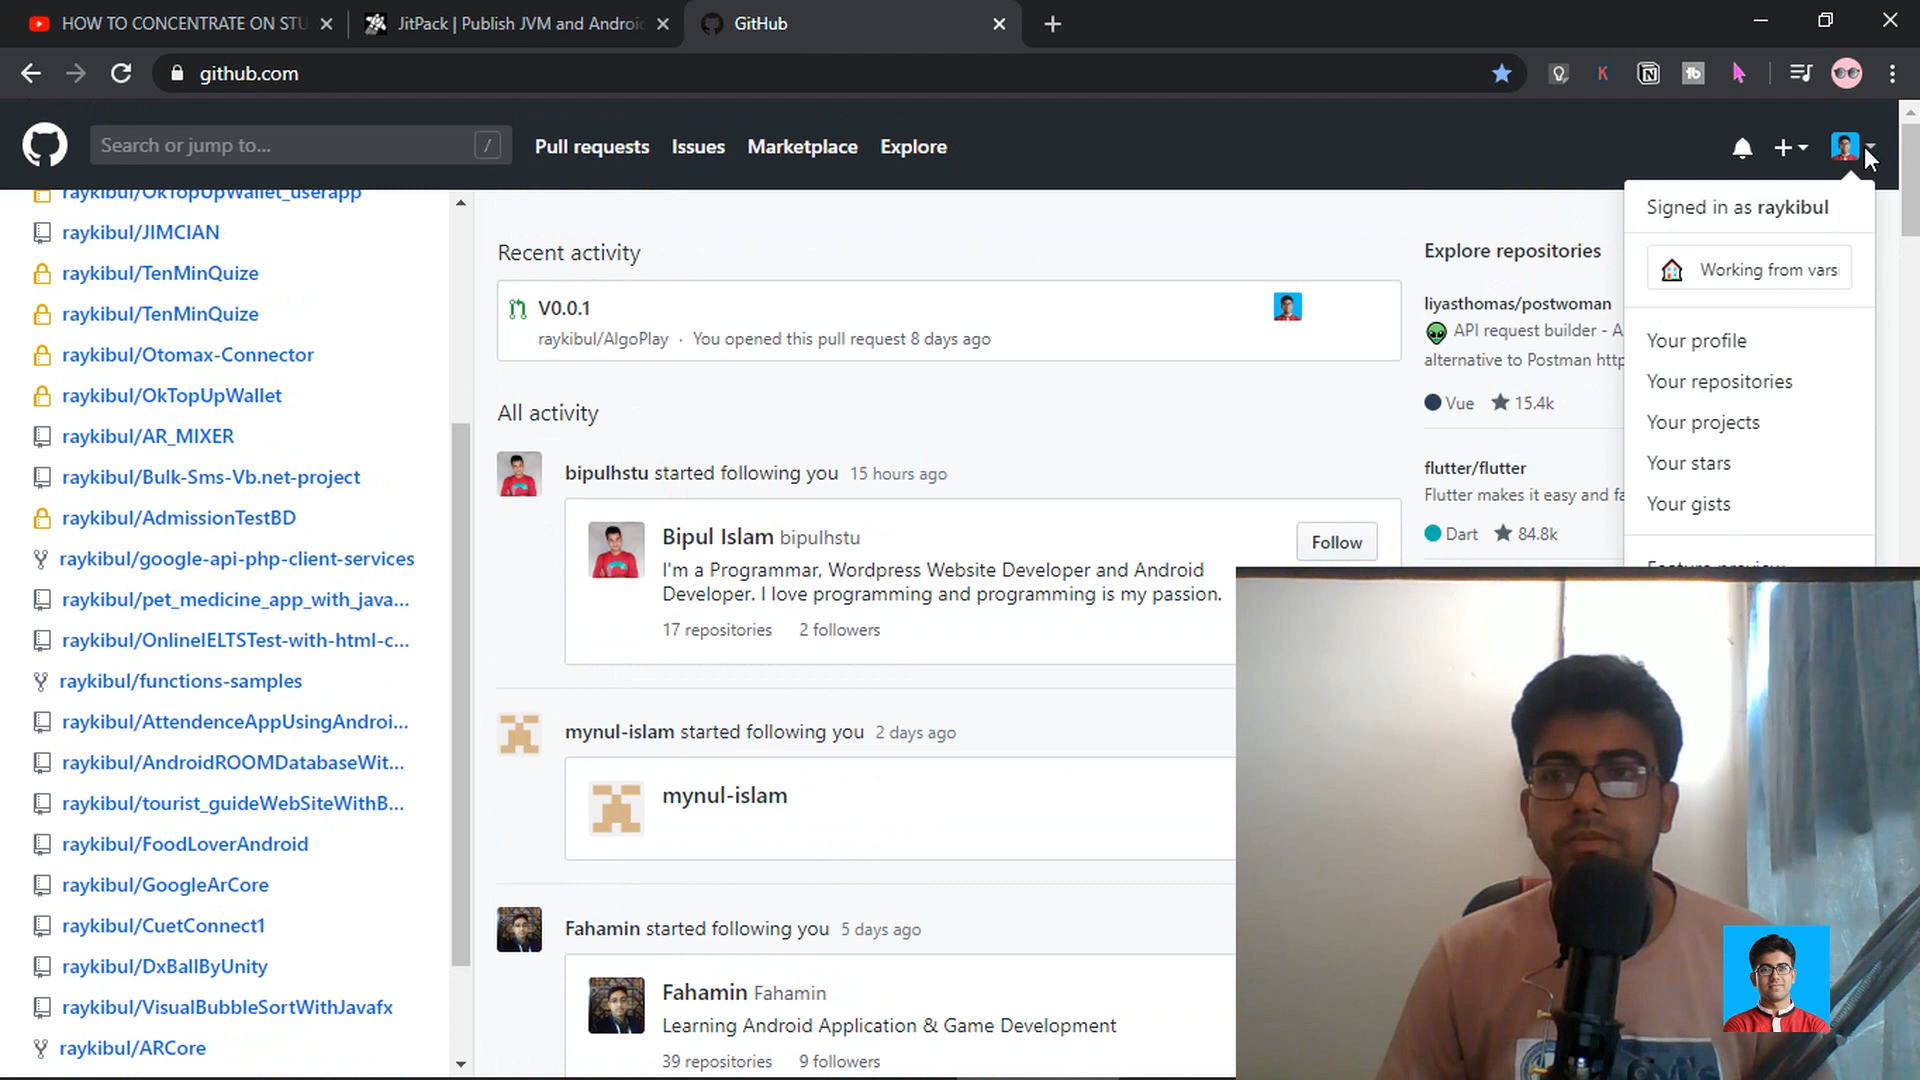 HOW TO CONCENTRATE ON STU
JitPack | Publish JVM and Androi
GitHub
github.com
Search or jump to...
/
Pull requests
Issues
Marketplace
Explore
raykibul/OkTopUpWallet_userapp
raykibul/JIMCIAN
raykibul/TenMinQuize
raykibul/TenMinQuize
raykibul/Otomax-Connector
raykibul/OkTopUpWallet
raykibul/AR_MIXER
raykibul/Bulk-Sms-Vb.net-project
raykibul/AdmissionTestBD
raykibul/google-api-php-client-services
raykibul/pet_medicine_app_with_java...
raykibul/OnlineIELTSTest-with-html-c...
raykibul/functions-samples
raykibul/AttendenceAppUsingAndroi...
raykibul/AndroidROOMDatabaseWit...
raykibul/tourist_guideWebSiteWithB...
raykibul/FoodLoverAndroid
raykibul/GoogleArCore
raykibul/CuetConnect1
raykibul/DxBallByUnity
raykibul/VisualBubbleSortWithJavafx
raykibul/ARCore
Recent activity
V0.0.1
raykibul/AlgoPlay · You opened this pull request 8 days ago
All activity
bipulhstu started following you 15 hours ago
Bipul Islam bipulhstu
Follow
I'm a Programmar, Wordpress Website Developer and Android
Developer. I love programming and programming is my passion.
17 repositories 2 followers
mynul-islam started following you 2 days ago
mynul-islam
Fahamin started following you 5 days ago
Fahamin Fahamin
Learning Android Application & Game Development
39 repositories 9 followers
Explore repositories
liyasthomas/postwoman
API request builder - A
alternative to Postman http
Vue 15.4k
flutter/flutter
Flutter makes it easy and fa
Dart 84.8k
Signed in as raykibul
Working from vars
Your profile
Your repositories
Your projects
Your stars
Your gists
Feature preview